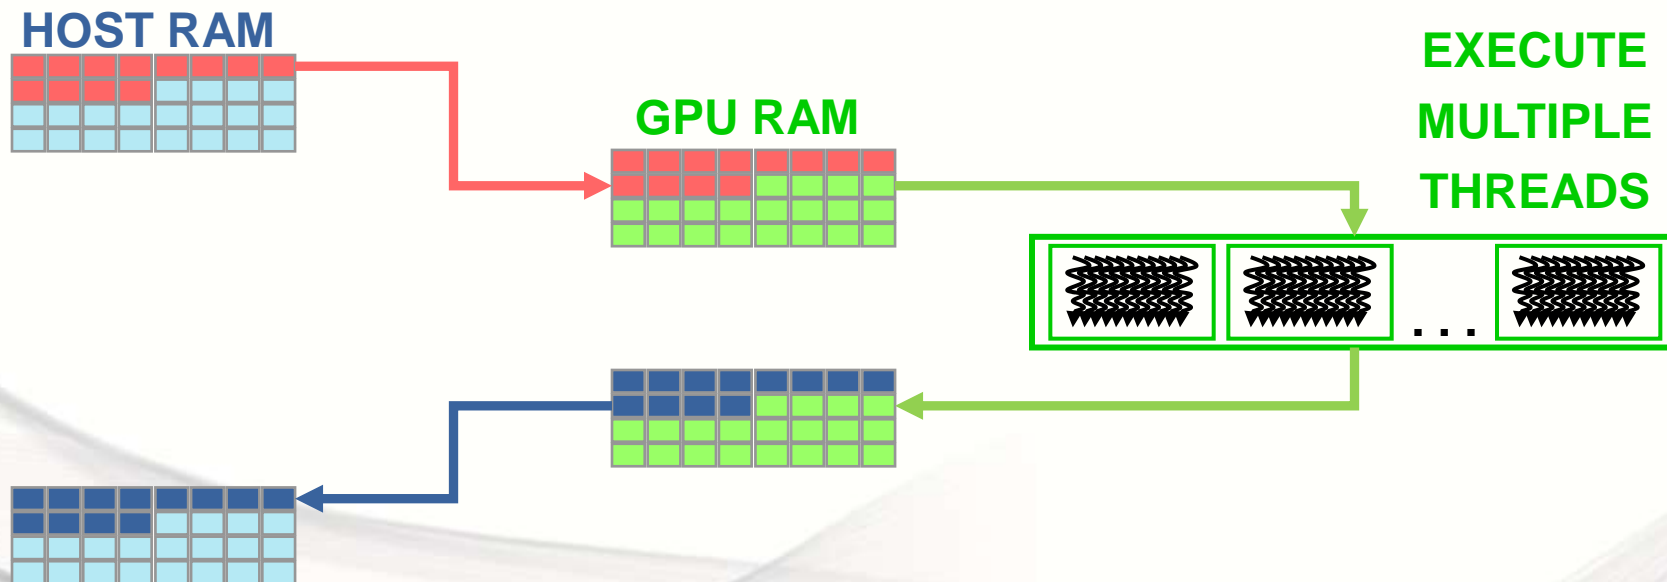 HOST RAM
GPU RAM
EXECUTE
MULTIPLE
THREADS
. . .